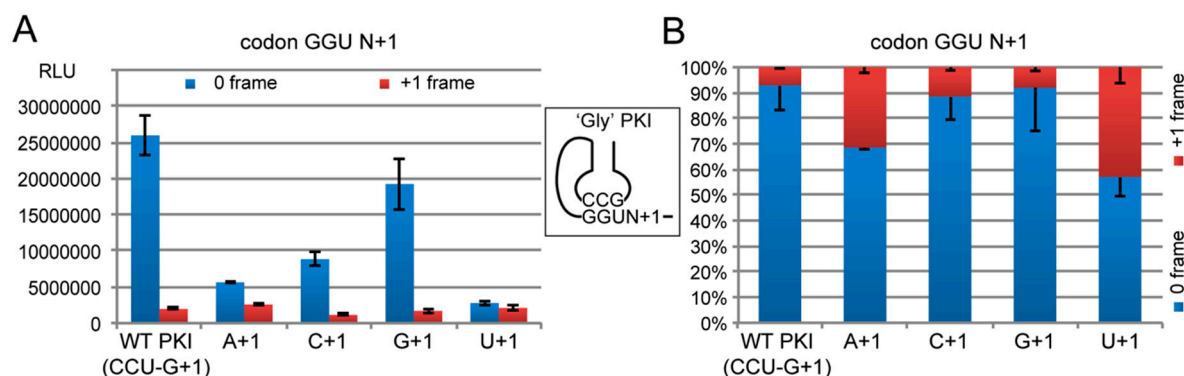 A
codon GGU N+1
RLU
0 frame
+1 frame
30000000
25000000
20000000
15000000
10000000
5000000
0
WT PKI
(CCU-G+1)
A+1
C+1
G+1
U+1
'Gly' PKI
CCG
GGUN+1
B
codon GGU N+1
100%
90%
80%
70%
60%
50%
40%
30%
20%
10%
0%
WT PKI
(CCU-G+1)
A+1
C+1
G+1
U+1
+1 frame
0 frame